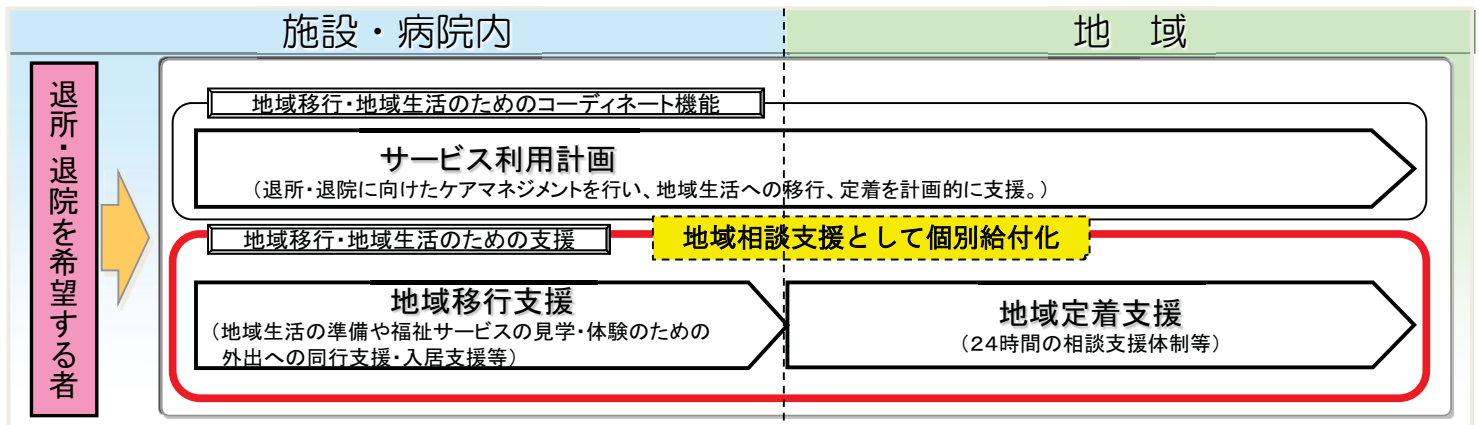 施設・病院内
地 域
退所・退院を希望する者
地域移行・地域生活のためのコーディネート機能
サービス利用計画
（退所・退院に向けたケアマネジメントを行い、地域生活への移行、定着を計画的に支援。）
地域移行・地域生活のための支援
地域相談支援として個別給付化
地域移行支援
（地域生活の準備や福祉サービスの見学・体験のための
外出への同行支援・入居支援等）
地域定着支援
（２４時間の相談支援体制等）